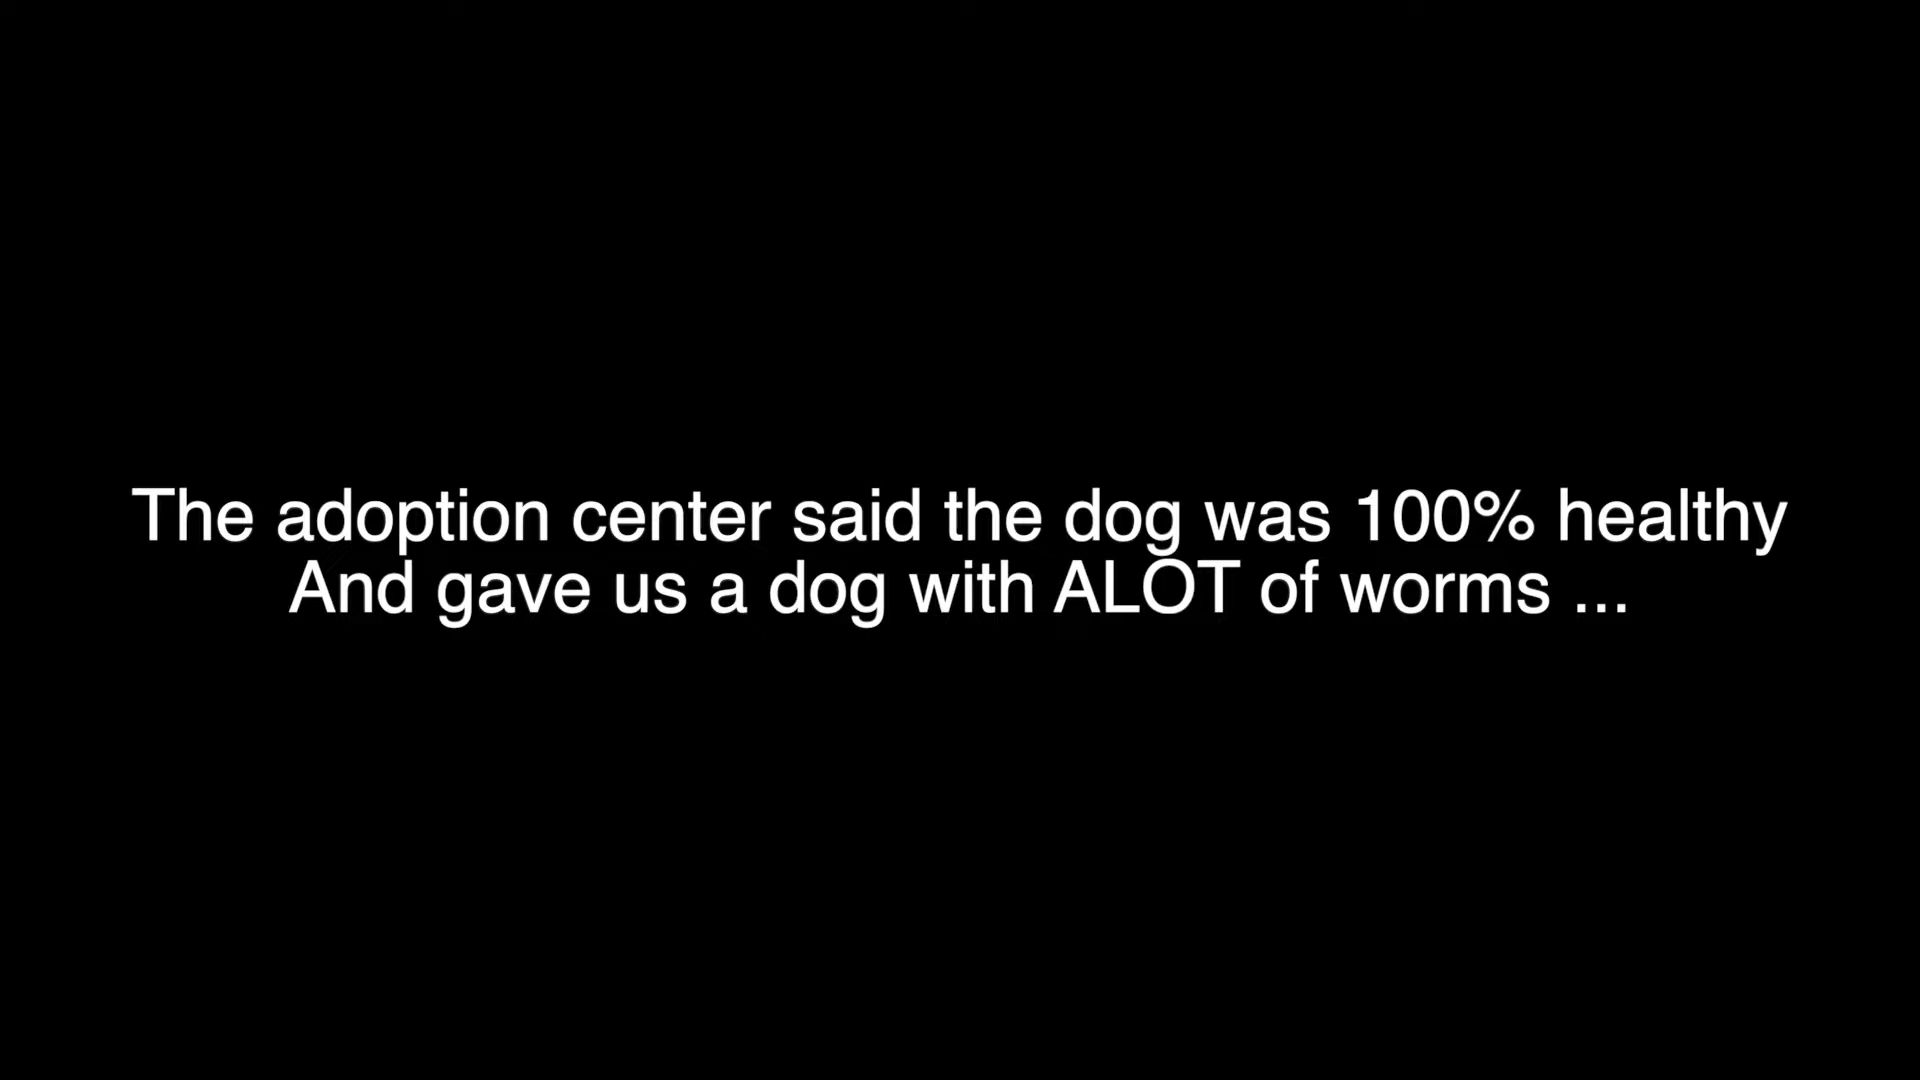 The adoption center said the dog was 100% healthy
And gave us a dog with ALOT of worms ...